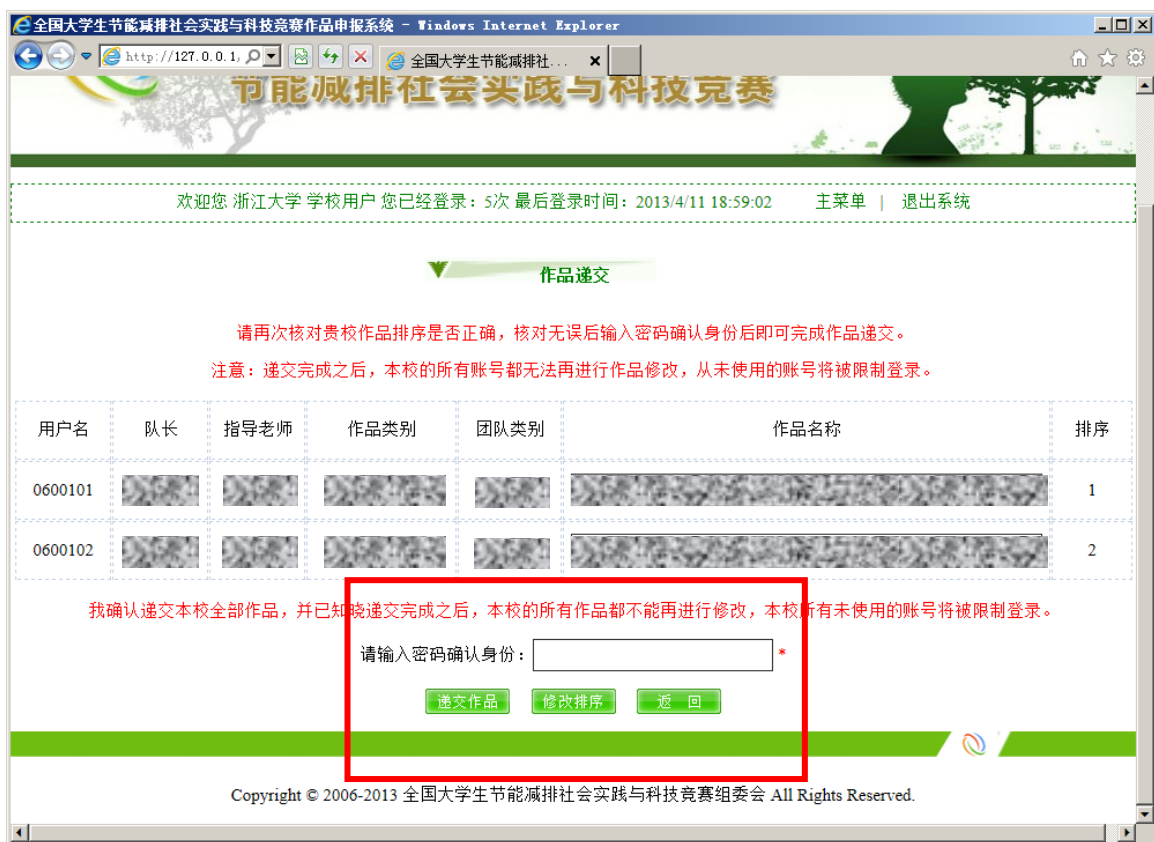 全国大学生节能减排社会实践与科技竞赛作品申报系统 - Windows Internet Explorer
http://127.0.0.1/
全国大学生节能减排社...
节能减排社会实践与科技竞赛
欢迎您 浙江大学 学校用户 您已经登录：5次 最后登录时间：2013/4/11 18:59:02 主菜单 | 退出系统
作品递交
请再次核对贵校作品排序是否正确，核对无误后输入密码确认身份后即可完成作品递交。
注意：递交完成之后，本校的所有账号都无法再进行作品修改，从未使用的账号将被限制登录。
用户名 队长 指导老师 作品类别 团队类别 作品名称 排序
0600101 1
0600102 2
我确认递交本校全部作品，并已知晓递交完成之后，本校的所有作品都不能再进行修改，本校所有未使用的账号将被限制登录。
请输入密码确认身份： *
递交作品 修改排序 返 回
Copyright © 2006-2013 全国大学生节能减排社会实践与科技竞赛组委会 All Rights Reserved.